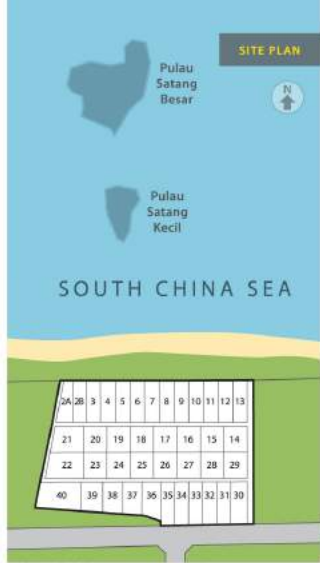 SITE PLAN
N
Pulau
Satang
Besar
Pulau
Satang
Kecil
SOUTH CHINA SEA
2A 2B 3 4 5 6 7 8 9 10 11 12 13
21 20 19 18 17 16 15 14
22 23 24 25 26 27 28 29
40 39 38 37 36 35 34 33 32 31 30